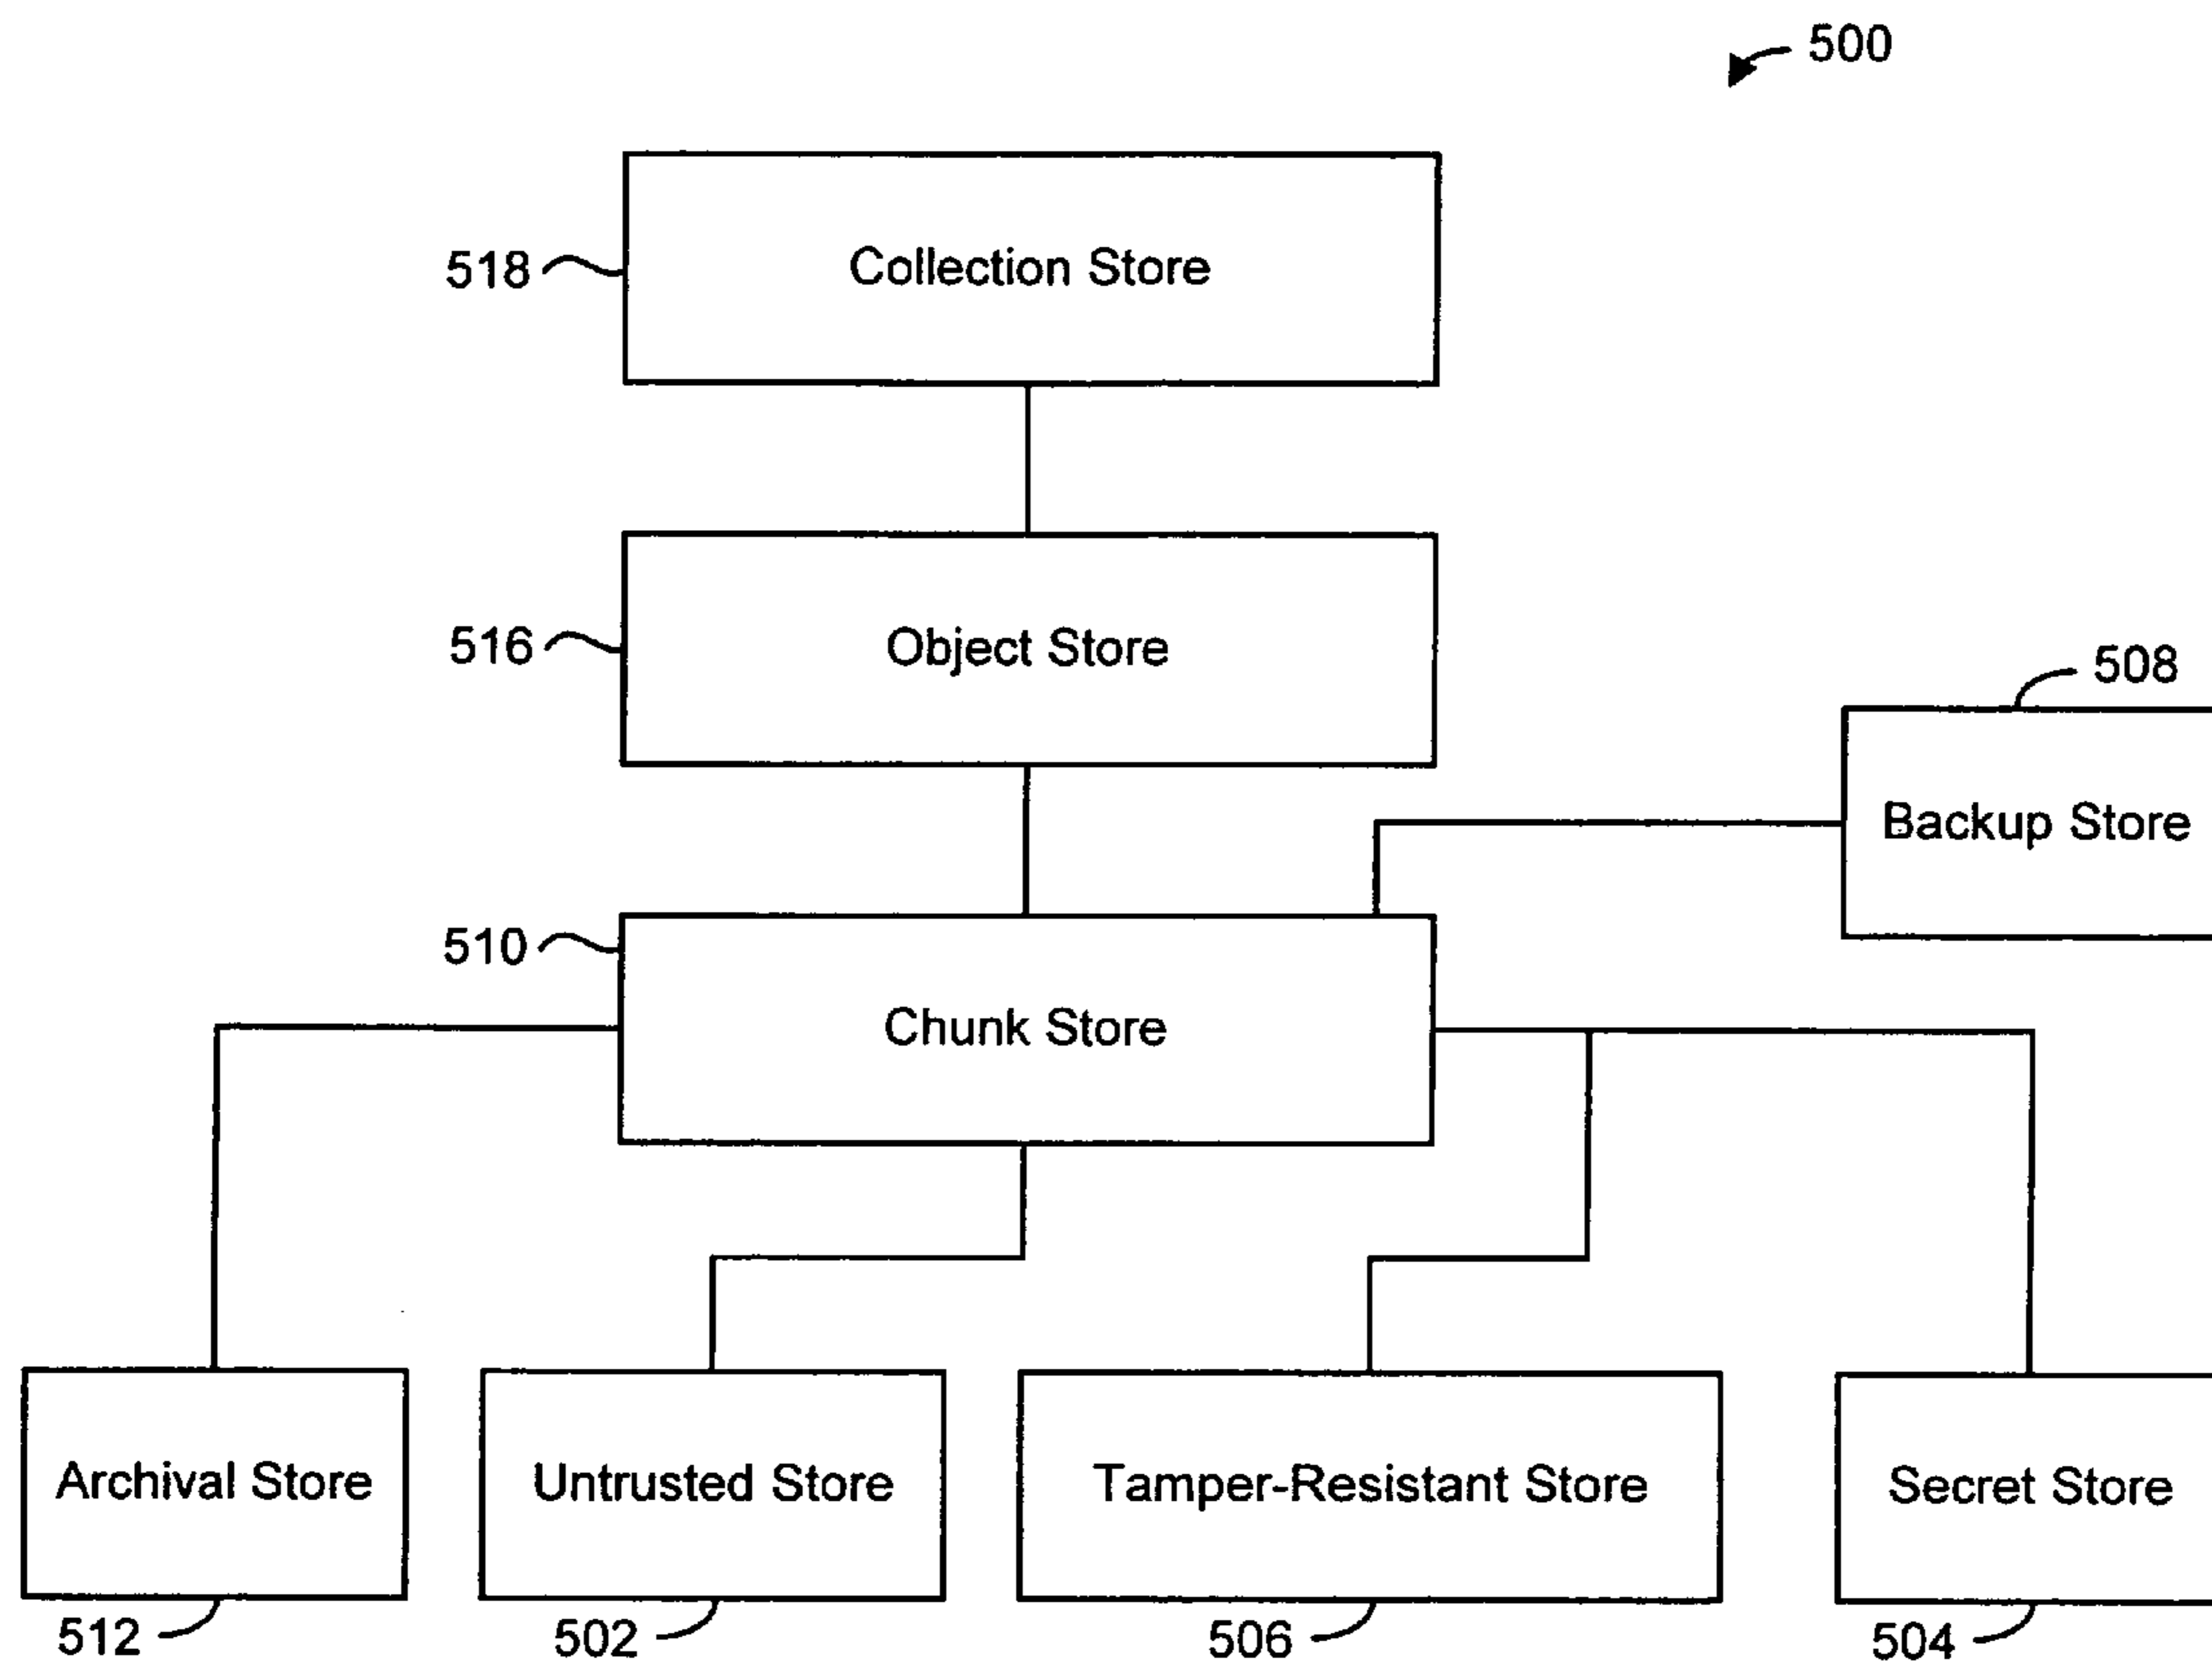 500
518
Collection Store
516
Object Store
508
Backup Store
510
Chunk Store
Archival Store
Untrusted Store
Tamper-Resistant Store
Secret Store
512
502
506
504